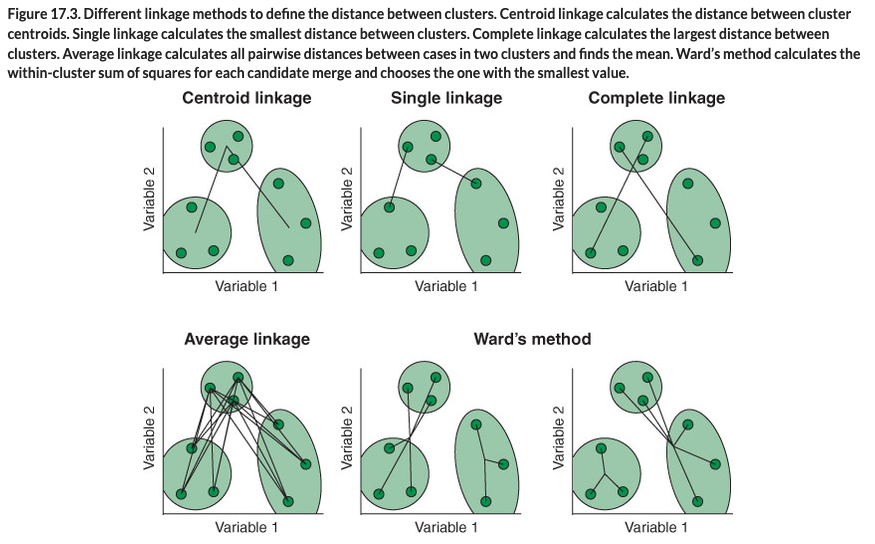 Figure 17.3. Different linkage methods to define the distance between clusters. Centroid linkage calculates the distance between cluster
centroids. Single linkage calculates the smallest distance between clusters. Complete linkage calculates the largest distance between
clusters. Average linkage calculates all pairwise distances between cases in two clusters and finds the mean. Ward's method calculates the
within-cluster sum of squares for each candidate merge and chooses the one with the smallest value.
Centroid linkage
Single linkage
Complete linkage
Variable 2
Variable 2
Variable 2
Variable 1
Variable 1
Variable 1
Average linkage
Ward's method
Variable 2
Variable 2
Variable 2
Variable 1
Variable 1
Variable 1